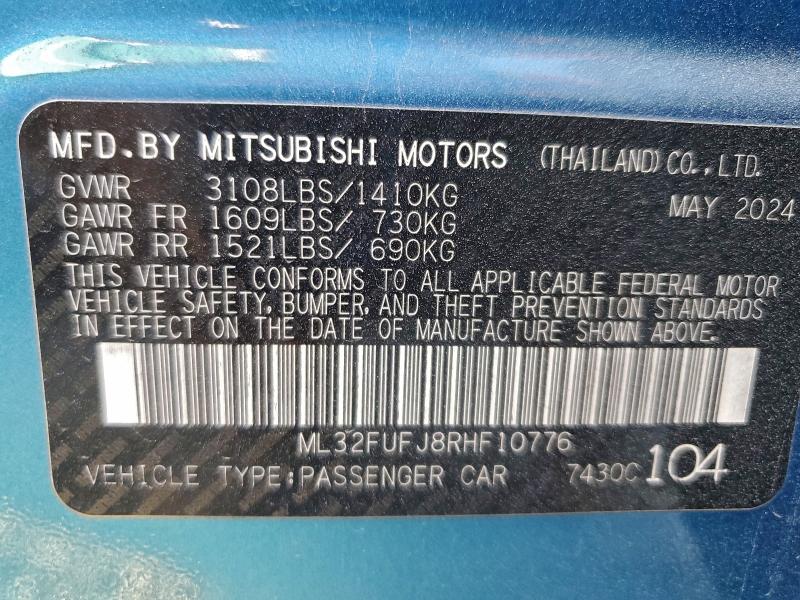 MFD.BY MITSUBISHI MOTORS (THAILAND)CO.,LTD.
GVWR 3108LBS/1410KG MAY 2024
GAWR FR 1609LBS/ 730KG
GAWR RR 1521LBS/ 690KG
THIS VEHICLE CONFORMS TO ALL APPLICABLE FEDERAL MOTOR
VEHICLE SAFETY, BUMPER, AND THEFT PREVENTION STANDARDS
IN EFFECT ON THE DATE OF MANUFACTURE SHOWN ABOVE.
ML32FUFJ8RHF10776
VEHICLE TYPE:PASSENGER CAR 7430C 104